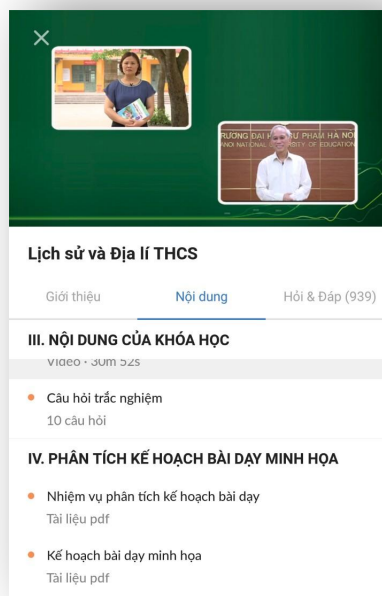 TRƯỜNG ĐẠI HỌC SƯ PHẠM HÀ NỘI
HANOI NATIONAL UNIVERSITY OF EDUCATION
Lịch sử và Địa lí THCS
Giới thiệu
Nội dung
Hỏi & Đáp (939)
III. NỘI DUNG CỦA KHÓA HỌC
Video · 30m 52s
Câu hỏi trắc nghiệm
10 câu hỏi
IV. PHÂN TÍCH KẾ HOẠCH BÀI DẠY MINH HỌA
Nhiệm vụ phân tích kế hoạch bài dạy
Tài liệu pdf
Kế hoạch bài dạy minh họa
Tài liệu pdf